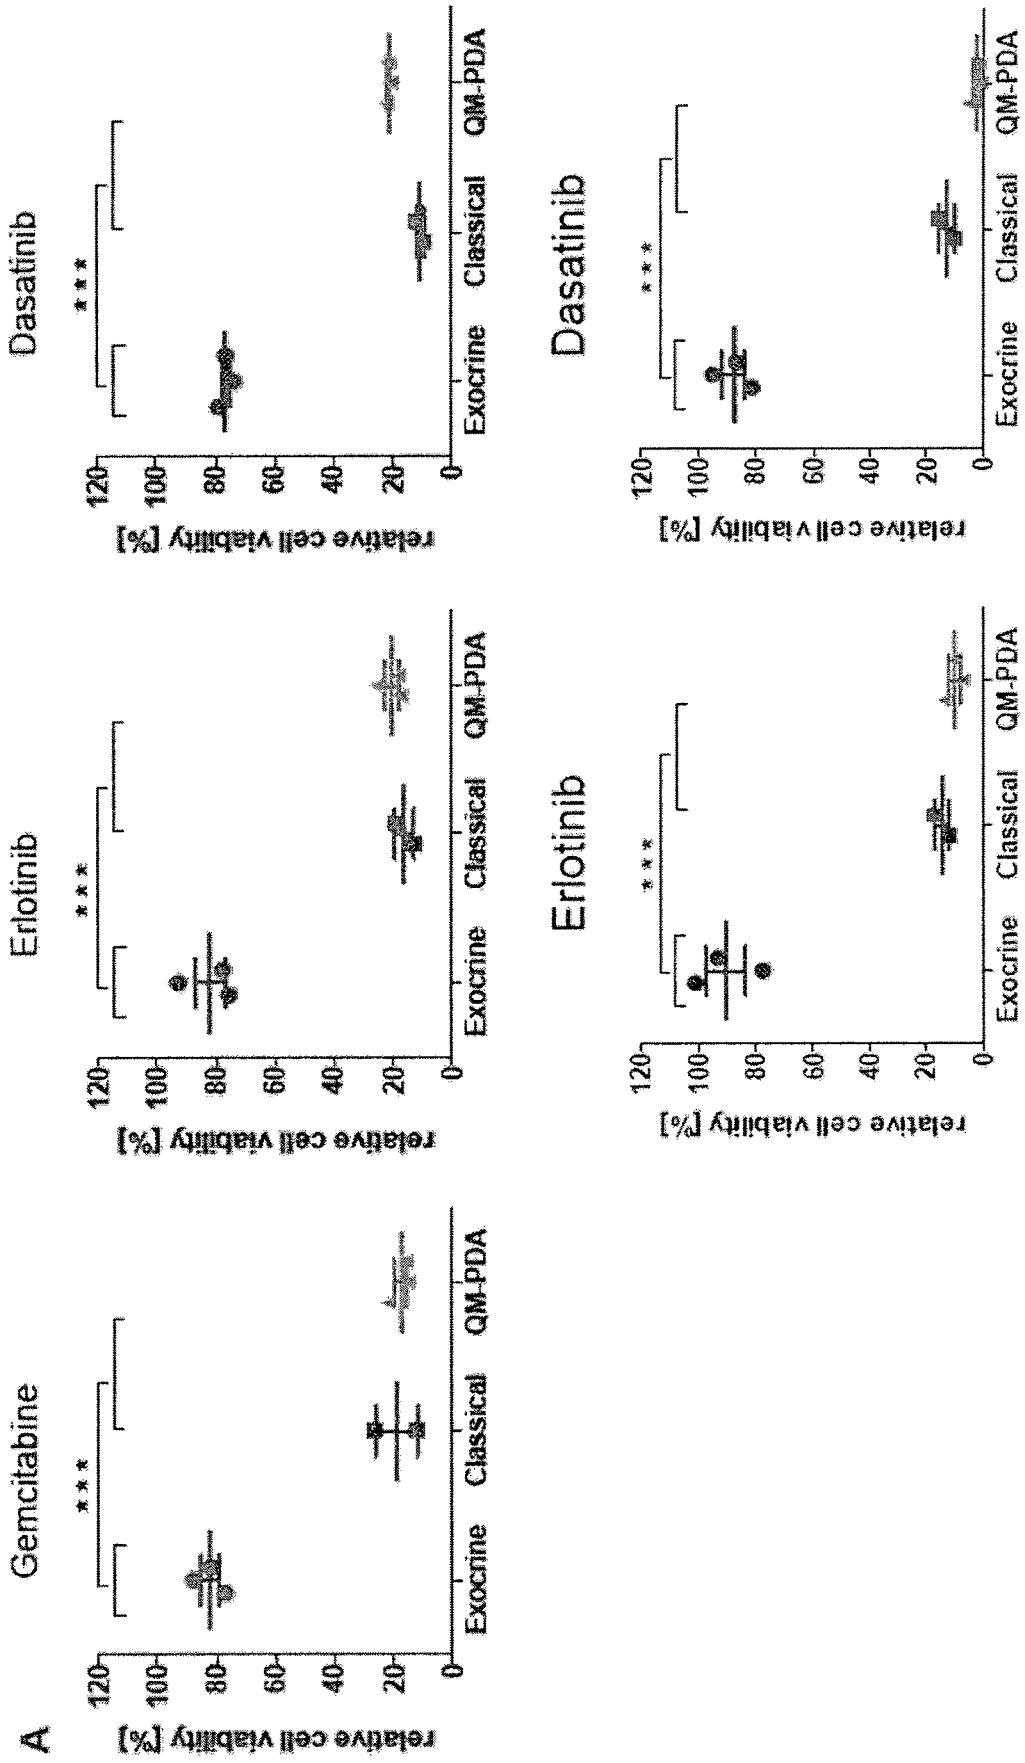 A
Gemcitabine
relative cell viability [%]
120
100
80
60
40
20
0
***
Exocrine Classical QM-PDA
Erlotinib
relative cell viability [%]
120
100
80
60
40
20
0
***
Exocrine Classical QM-PDA
Dasatinib
relative cell viability [%]
120
100
80
60
40
20
0
***
Exocrine Classical QM-PDA
Erlotinib
relative cell viability [%]
120
100
80
60
40
20
0
***
Exocrine Classical QM-PDA
Dasatinib
relative cell viability [%]
120
100
80
60
40
20
0
***
Exocrine Classical QM-PDA